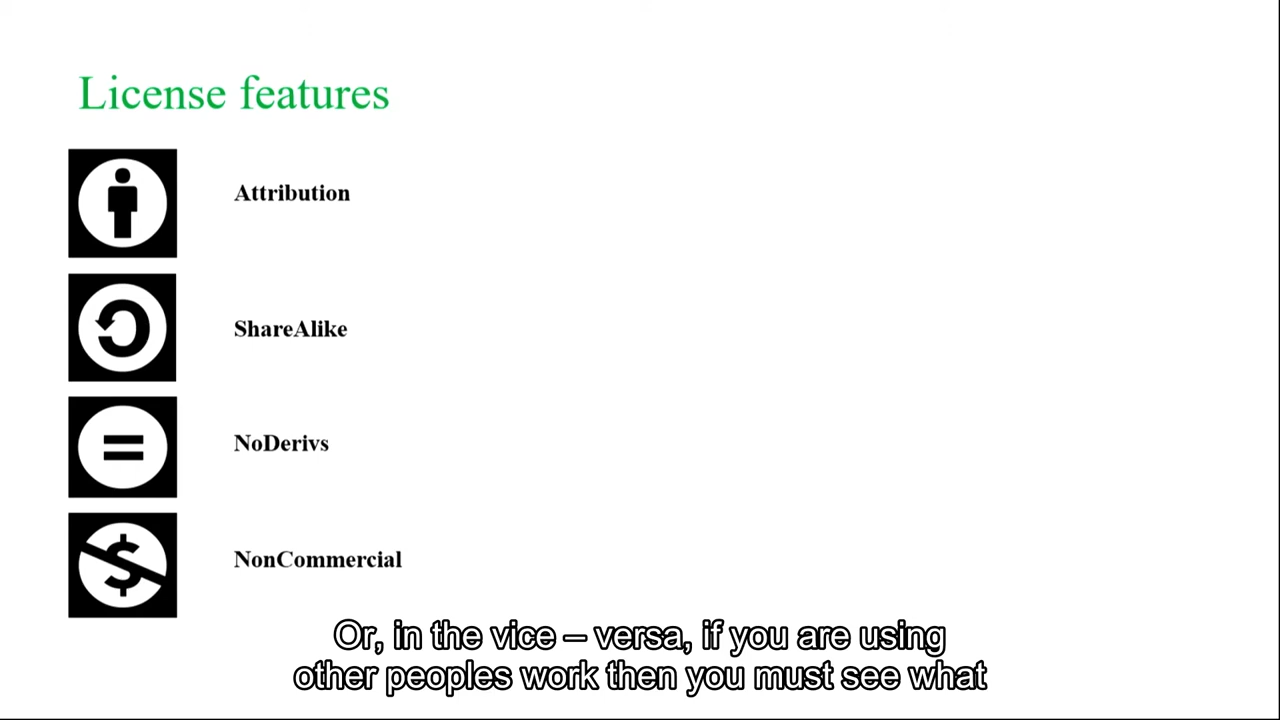 License features
Attribution
ShareAlike
NoDerivs
$
NonCommercial
Or, in the vice – versa, if you are using
other peoples work then you must see what